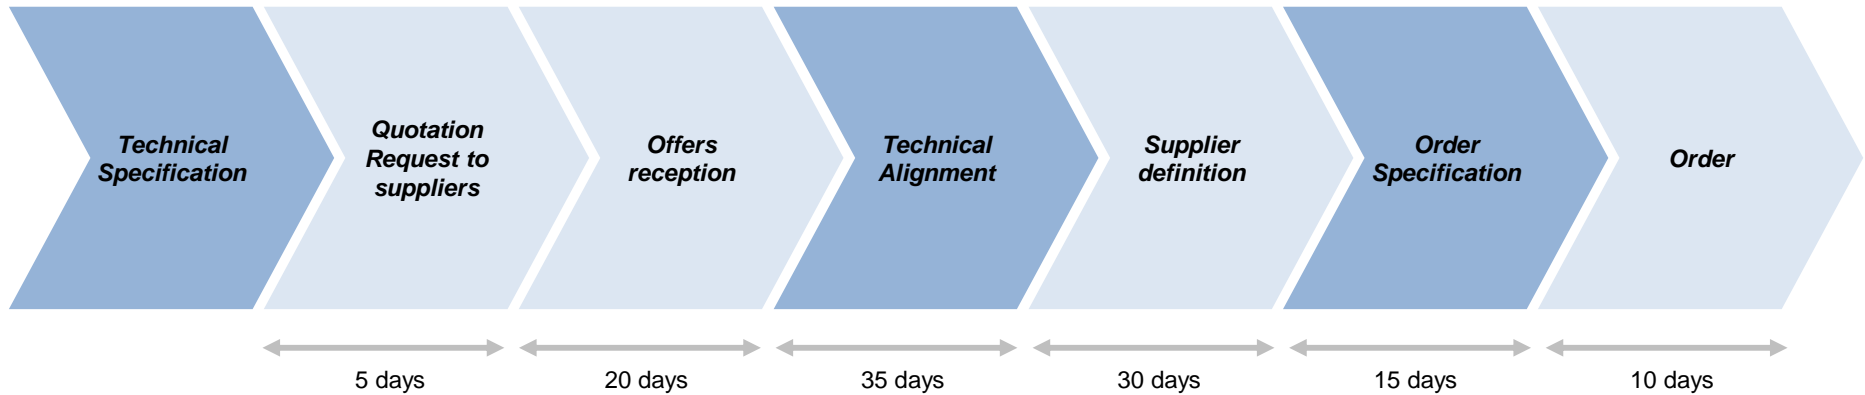 Technical
Specification
Quotation
Request to
suppliers
Offers
reception
Technical
Alignment
Supplier
definition
Order
Specification
Order
5 days
20 days
35 days
30 days
15 days
10 days